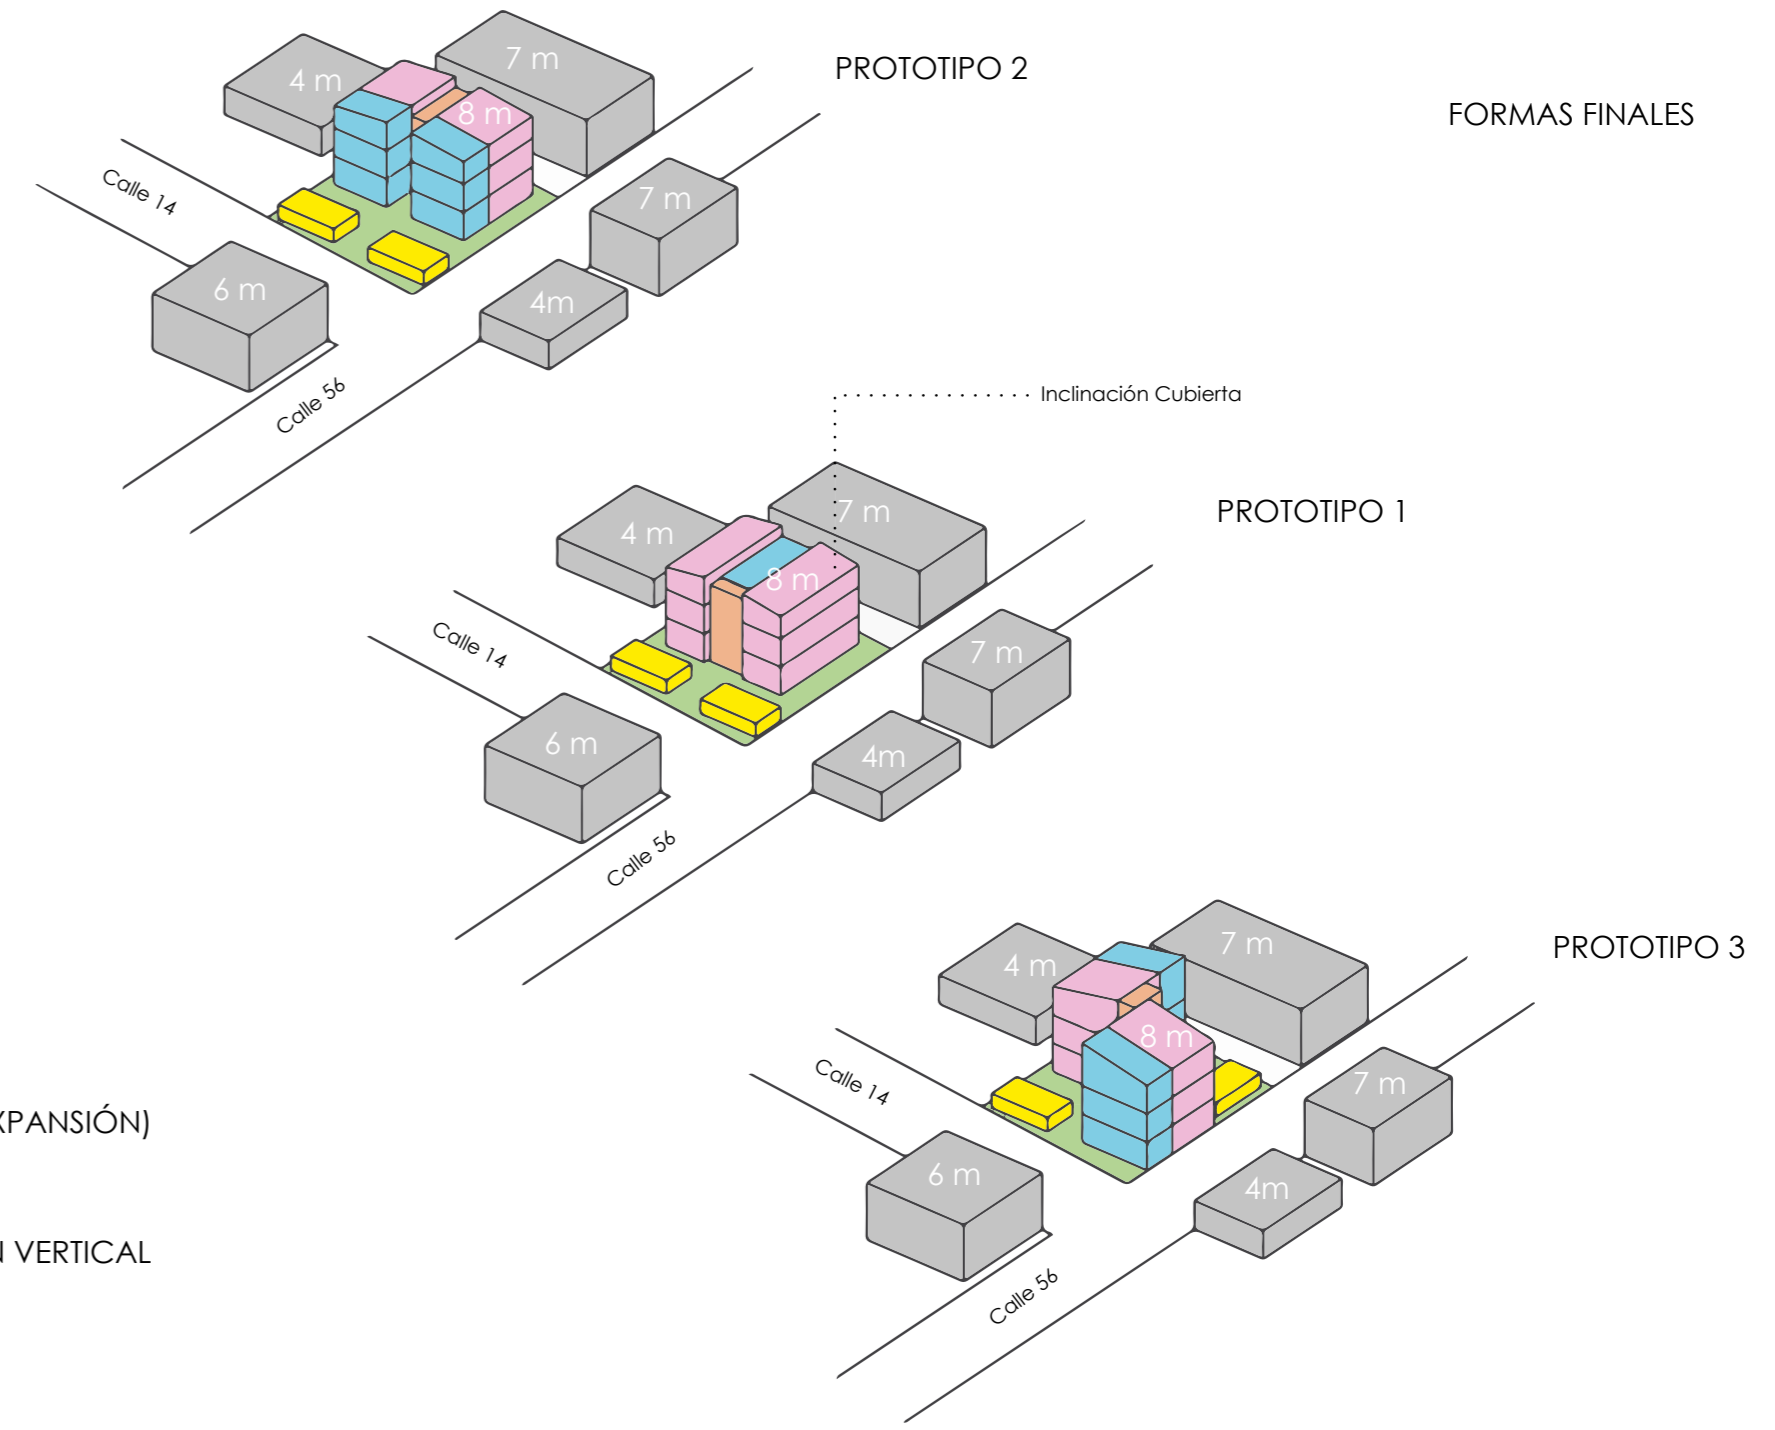 7 m
PROTOTIPO 2
4 m
8 m
FORMAS FINALES
Calle 14
7 m
6 m
4m
Calle 56
Inclinación Cubierta
7 m
PROTOTIPO 1
4 m
8 m
Calle 14
7 m
6 m
4m
Calle 56
7 m
PROTOTIPO 3
4 m
8 m
Calle 14
7 m
6 m
4m
Calle 56
XPANSIÓN)
N VERTICAL